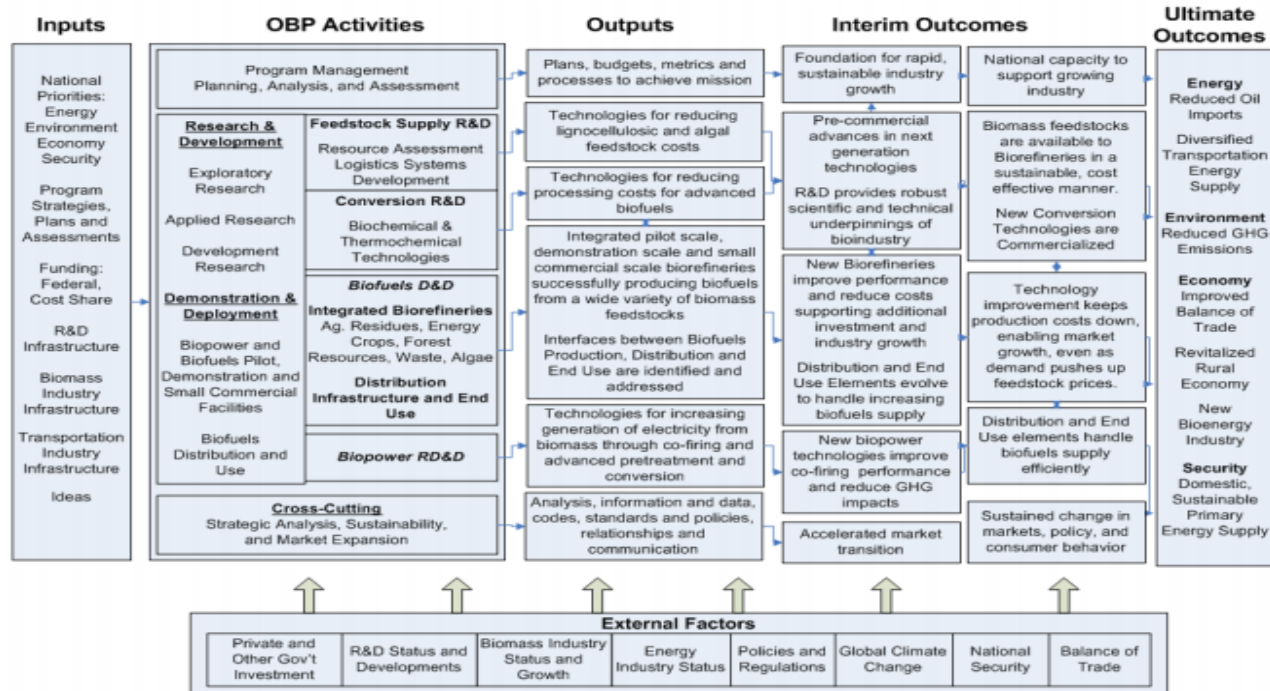 Inputs
National
Priorities:
Energy
Environment
Economy
Security
Program
Strategies,
Plans and
Assessments
Funding:
Federal,
Cost Share
R&D
Infrastructure
Biomass
Industry
Infrastructure
Transportation
Industry
Infrastructure
Ideas
OBP Activities
Program Management
Planning, Analysis, and Assessment
Research &
Development
Exploratory
Research
Applied Research
Development
Research
Demonstration &
Deployment
Biopower and
Biofuels Pilot,
Demonstration and
Small Commercial
Facilities
Biofuels
Distribution and
Use
Feedstock Supply R&D
Resource Assessment
Logistics Systems
Development
Conversion R&D
Biochemical &
Thermochemical
Technologies
Biofuels D&D
Integrated Biorefineries
Ag. Residues, Energy
Crops, Forest
Resources, Waste, Algae
Distribution
Infrastructure and End
Use
Biopower RD&D
Cross-Cutting
Strategic Analysis, Sustainability,
and Market Expansion
Outputs
Plans, budgets, metrics and
processes to achieve mission
Technologies for reducing
lignocellulosic and algal
feedstock costs
Technologies for reducing
processing costs for advanced
biofuels
Integrated pilot scale,
demonstration scale and small
commercial scale biorefineries
successfully producing biofuels
from a wide variety of biomass
feedstocks
Interfaces between Biofuels
Production, Distribution and
End Use are identified and
addressed
Technologies for increasing
generation of electricity from
biomass through co-firing and
advanced pretreatment and
conversion
Analysis, information and data,
codes, standards and policies,
relationships and
communication
Interim Outcomes
Foundation for rapid,
sustainable industry
growth
Pre-commercial
advances in next
generation
technologies
R&D provides robust
scientific and technical
underpinnings of
bioindustry
New Biorefineries
improve performance
and reduce costs
supporting additional
investment and
industry growth
Distribution and End
Use Elements evolve
to handle increasing
biofuels supply
New biopower
technologies improve
co-firing performance
and reduce GHG
impacts
Accelerated market
transition
National capacity to
support growing
industry
Biomass feedstocks
are available to
Biorefineries in a
sustainable, cost
effective manner.
New Conversion
Technologies are
Commercialized
Technology
improvement keeps
production costs down,
enabling market
growth, even as
demand pushes up
feedstock prices.
Distribution and End
Use elements handle
biofuels supply
efficiently
Sustained change in
markets, policy, and
consumer behavior
Ultimate
Outcomes
Energy
Reduced Oil
Imports
Diversified
Transportation
Energy
Supply
Environment
Reduced GHG
Emissions
Economy
Improved
Balance of
Trade
Revitalized
Rural
Economy
New
Bioenergy
Industry
Security
Domestic,
Sustainable
Primary
Energy Supply
External Factors
Private and
Other Gov't
Investment
R&D Status and
Developments
Biomass Industry
Status and
Growth
Energy
Industry Status
Policies and
Regulations
Global Climate
Change
National
Security
Balance of
Trade